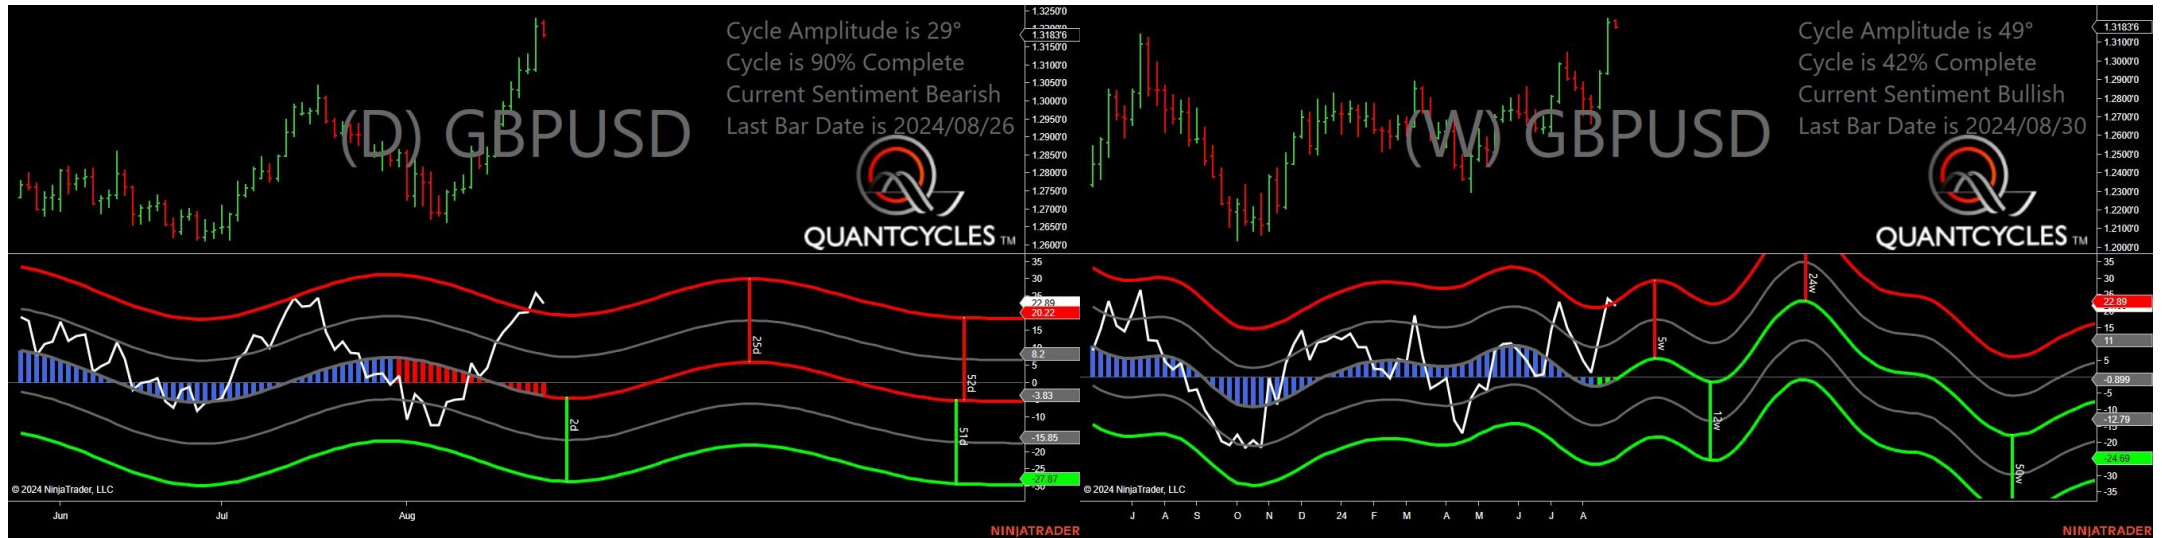 Cycle Amplitude is 29°
Cycle is 90% Complete
Current Sentiment Bearish
Last Bar Date is 2024/08/26
(D) GBPUSD
QUANTCYCLES TM
1.3250'0
1.3183'6
1.3150'0
1.3100'0
1.3050'0
1.3000'0
1.2950'0
1.2900'0
1.2850'0
1.2800'0
1.2750'0
1.2700'0
1.2650'0
1.2600'0
35
30
22.89
20.22
15
8.2
5
0
-3.83
-10
-15.85
-20
-25
-27.87
25d
52d
2d
51d
© 2024 NinjaTrader, LLC
Jun
Jul
Aug
NINJATRADER
Cycle Amplitude is 49°
Cycle is 42% Complete
Current Sentiment Bullish
Last Bar Date is 2024/08/30
(W) GBPUSD
QUANTCYCLES TM
1.3183'6
1.3100'0
1.3000'0
1.2900'0
1.2800'0
1.2700'0
1.2600'0
1.2500'0
1.2400'0
1.2300'0
1.2200'0
1.2100'0
1.2000'0
35
30
22.89
15
11
5
-0.899
-5
-10
-12.79
-20
-24.69
-30
-35
5w
12w
24w
50w
© 2024 NinjaTrader, LLC
J
A
S
O
N
D
24
F
M
A
M
J
J
A
NINJATRADER